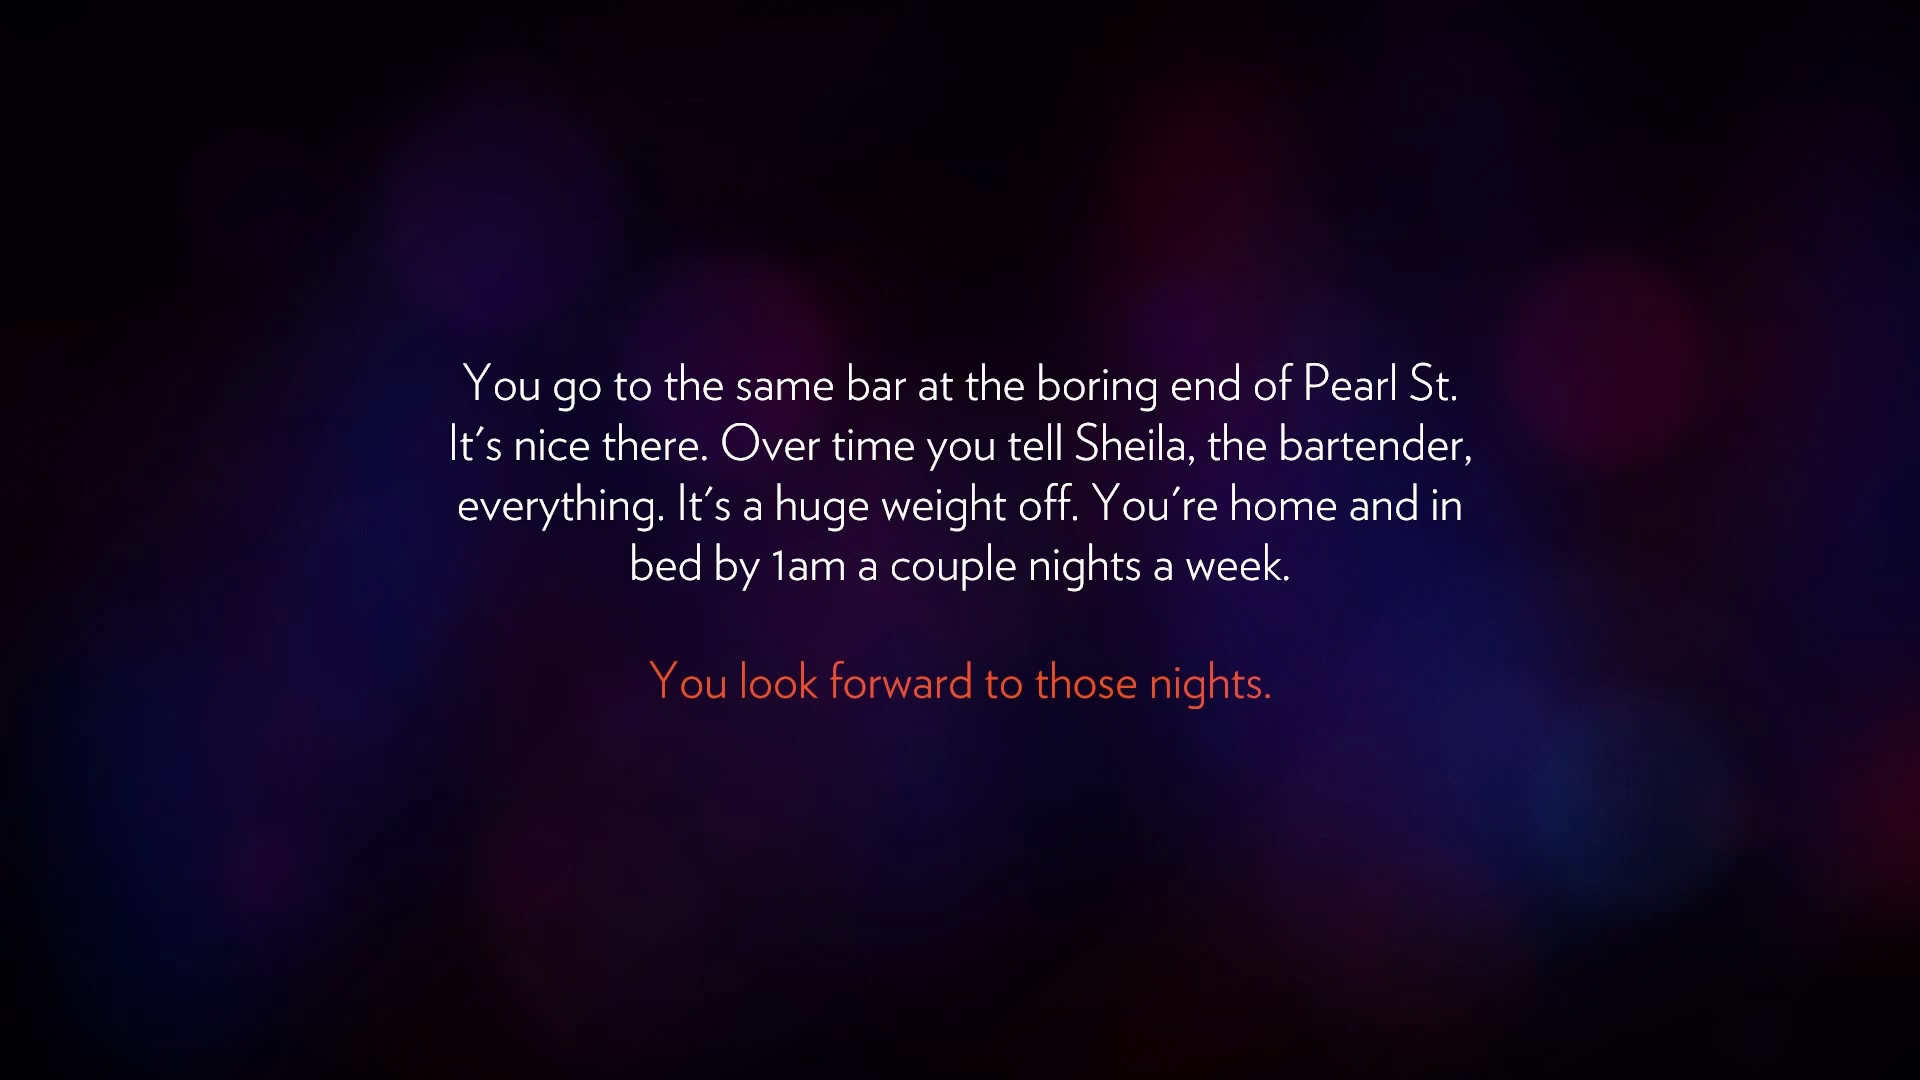 You go to the same bar at the boring end of Pearl St.
It's nice there. Over time you tell Sheila, the bartender,
everything. It's a huge weight off. You're home and in
bed by 1am a couple nights a week.
You look forward to those nights.